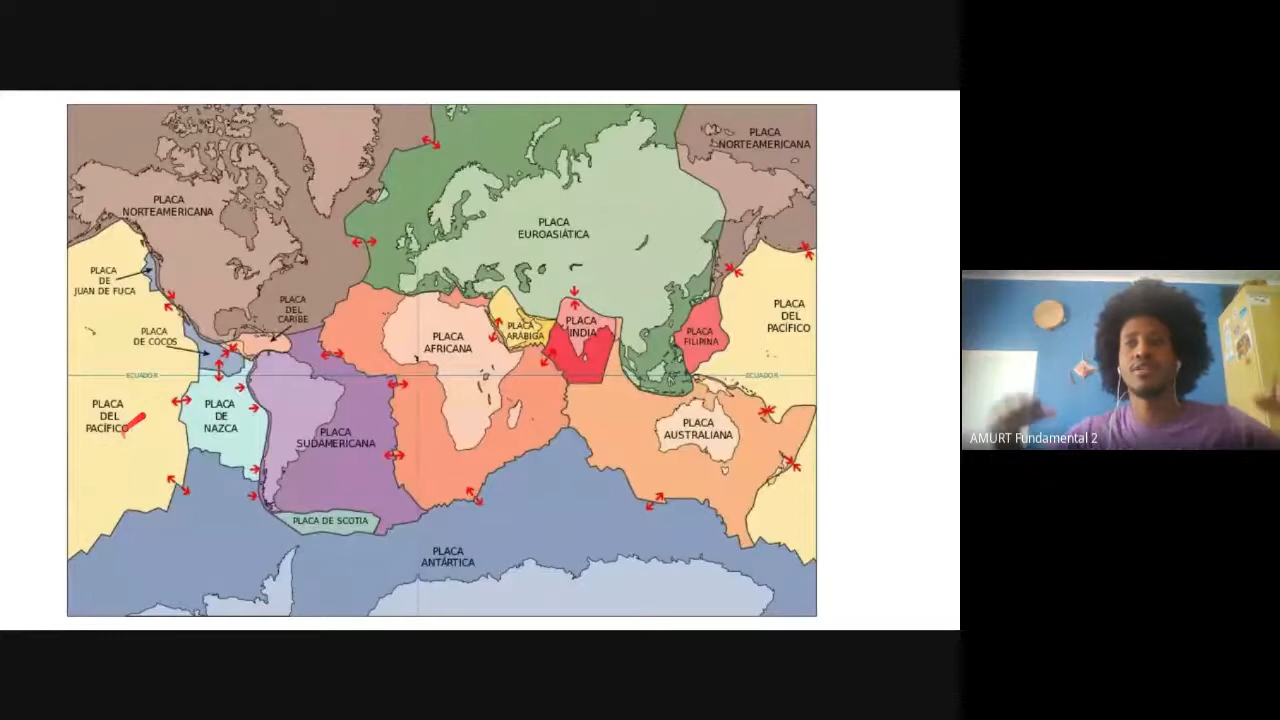 PLACA
NORTEAMERICANA
PLACA
NORTEAMERICANA
PLACA
EUROASIÁTICA
PLACA
DE
JUAN DE FUCA
PLACA
DEL
CARIBE
PLACA
DE COCOS
PLACA
AFRICANA
PLACA
ARÁBIGA
PLACA
INDIA
PLACA
FILIPINA
PLACA
DEL
PACÍFICO
ECUADOR
ECUADOR
PLACA
DEL
PACÍFICO
PLACA
DE
NAZCA
PLACA
SUDAMERICANA
PLACA
AUSTRALIANA
PLACA DE SCOTIA
PLACA
ANTÁRTICA
AMURT Fundamental 2